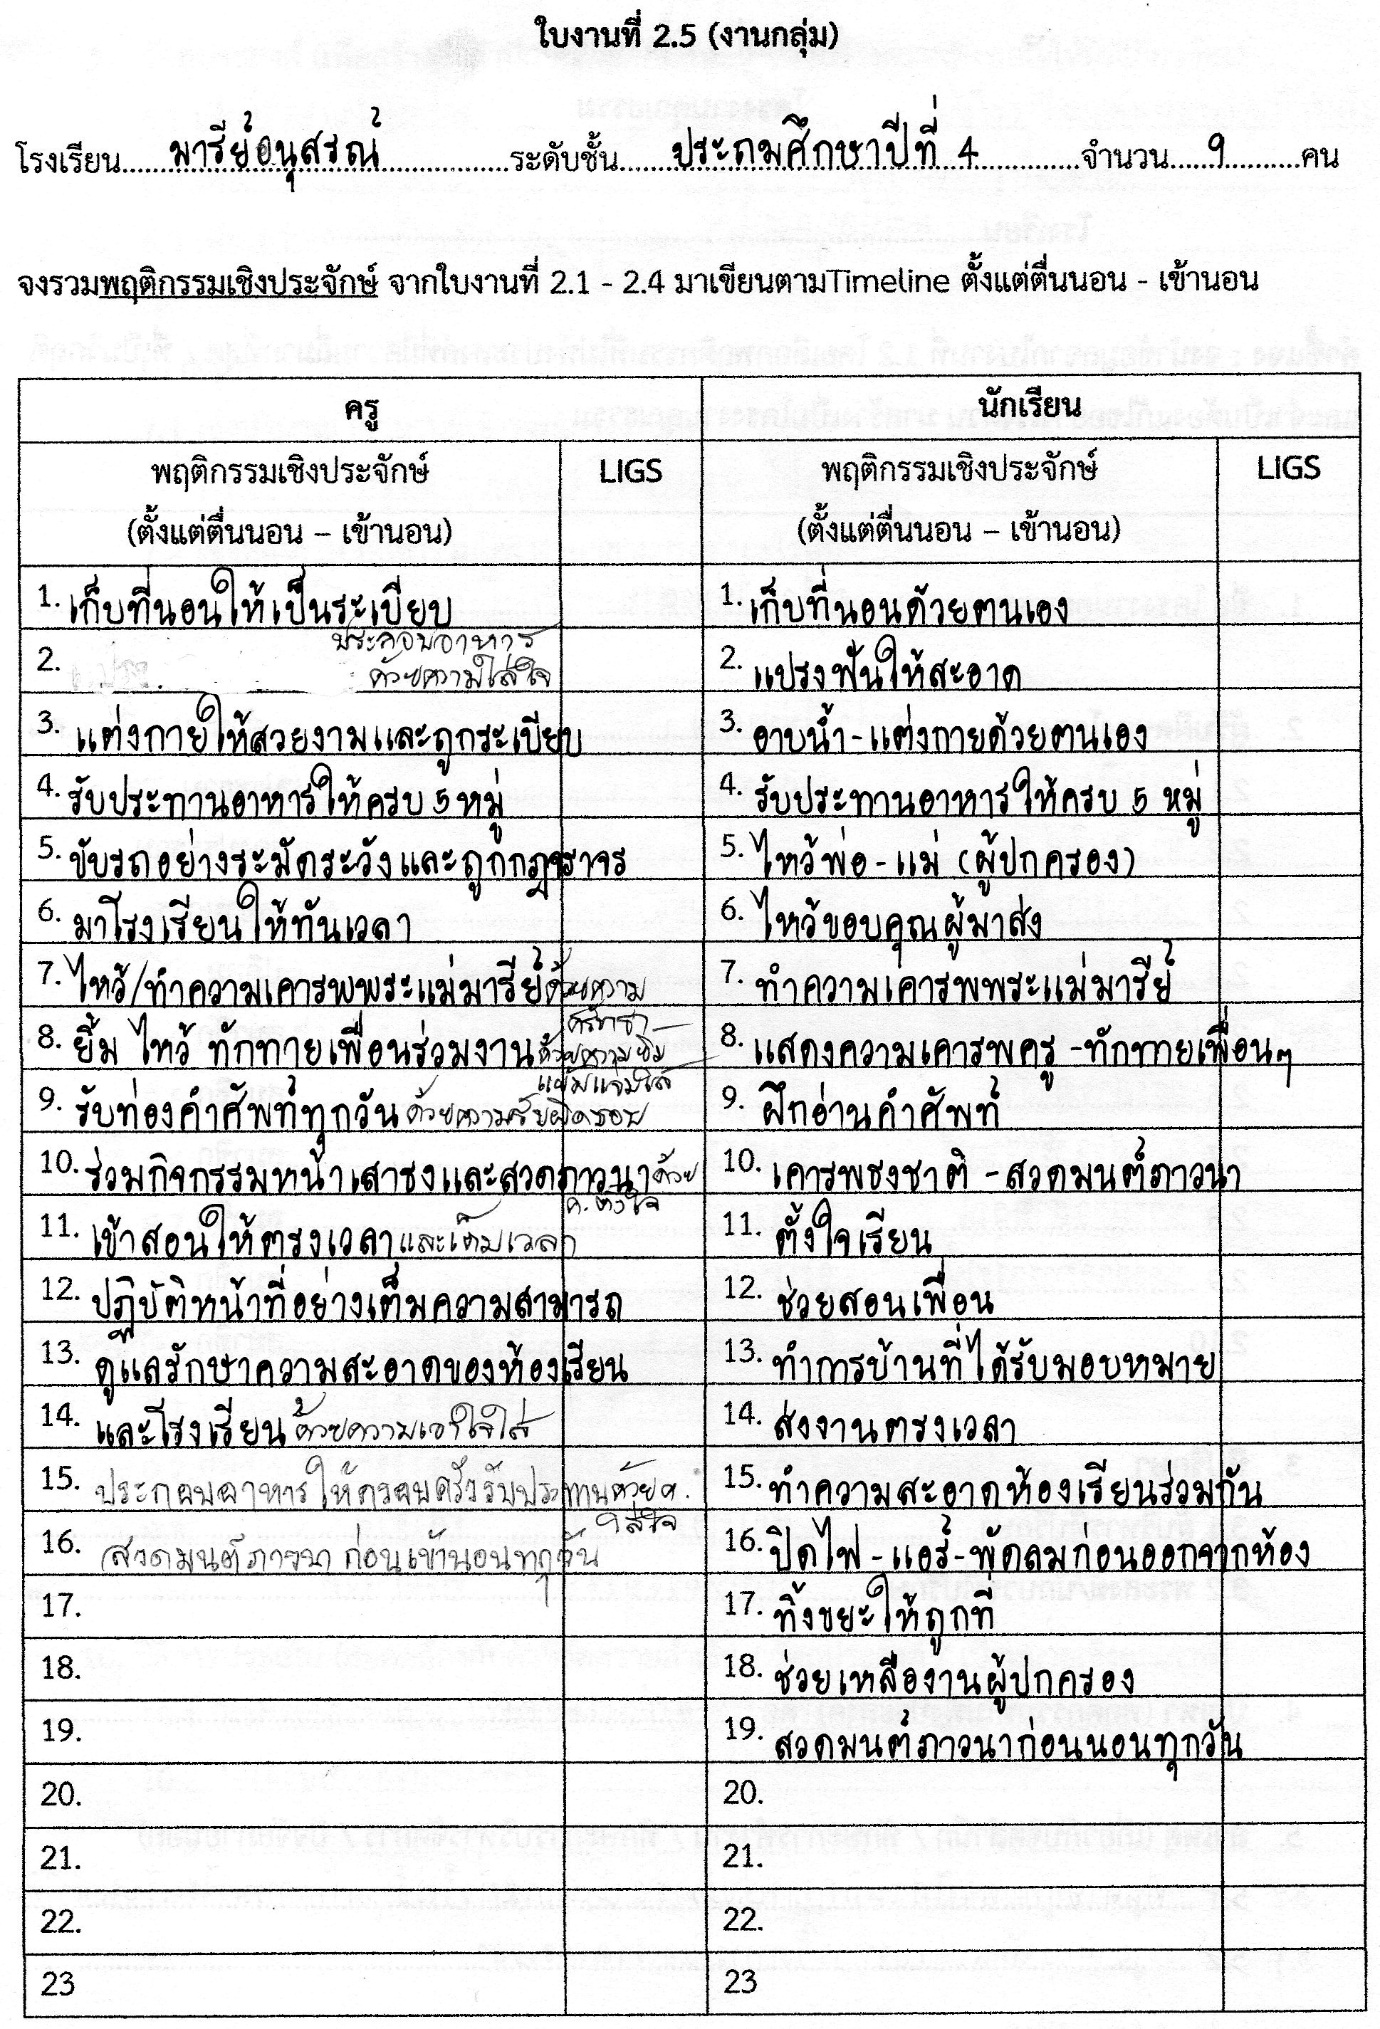 ใบงานที่ 2.5 (งานกลุ่ม)
โรงเรียน มารีย์อนุสรณ์ ระดับชั้น ประถมศึกษาปีที่ 4 จำนวน 9 คน
จงรวมพฤติกรรมเชิงประจักษ์ จากใบงานที่ 2.1 - 2.4 มาเขียนตามTimeline ตั้งแต่ตื่นนอน - เข้านอน
ครู นักเรียน
พฤติกรรมเชิงประจักษ์ LIGS พฤติกรรมเชิงประจักษ์ LIGS
(ตั้งแต่ตื่นนอน – เข้านอน) (ตั้งแต่ตื่นนอน – เข้านอน)
1. เก็บที่นอนให้เป็นระเบียบ 1. เก็บที่นอนด้วยตนเอง
2. ประกอบอาหาร ด้วยความใส่ใจ 2. แปรงฟันให้สะอาด
3. แต่งกายให้สวยงามและถูกระเบียบ 3. อาบน้ำ-แต่งกายด้วยตนเอง
4. รับประทานอาหารให้ครบ 5 หมู่ 4. รับประทานอาหารให้ครบ 5 หมู่
5. ขับรถอย่างระมัดระวังและถูกกฎจราจร 5. ไหว้พ่อ-แม่ (ผู้ปกครอง)
6. มาโรงเรียนให้ทันเวลา 6. ไหว้ขอบคุณผู้มาส่ง
7. ไหว้/ทำความเคารพพระแม่มารีย์ด้วยความ ศรัทธา 7. ทำความเคารพพระแม่มารีย์
8. ยิ้ม ไหว้ ทักทายเพื่อนร่วมงานด้วยความยิ้ม แย้มแจ่มใส 8. แสดงความเคารพครู -ทักทายเพื่อนๆ
9. รับท่องคำศัพท์ทุกวันด้วยความรับผิดชอบ 9. ฝึกอ่านคำศัพท์
10. ร่วมกิจกรรมหน้าเสาธงและสวดภาวนาด้วย ค.ตั้งใจ 10. เคารพธงชาติ -สวดมนต์ภาวนา
11. เข้าสอนให้ตรงเวลาและเต็มเวลา 11. ตั้งใจเรียน
12. ปฏิบัติหน้าที่อย่างเต็มความสามารถ 12. ช่วยสอนเพื่อน
13. ดูแลรักษาความสะอาดของห้องเรียน 13. ทำการบ้านที่ได้รับมอบหมาย
14. และโรงเรียนด้วยความเอาใจใส่ 14. ส่งงานตรงเวลา
15. ประกอบอาหารให้ครอบครัวรับประทานด้วยค. ใส่ใจ 15. ทำความสะอาดห้องเรียนร่วมกัน
16. สวดมนต์ภาวนาก่อนเข้านอนทุกวัน 16. ปิดไฟ-แอร์-พัดลมก่อนออกจากห้อง
17. 17. ทิ้งขยะให้ถูกที่
18. 18. ช่วยเหลืองานผู้ปกครอง
19. 19. สวดมนต์ภาวนาก่อนนอนทุกวัน
20. 20.
21. 21.
22. 22.
23 23